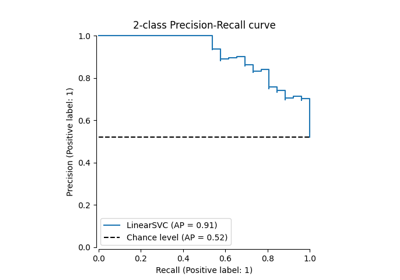 2-class Precision-Recall curve
1.0
0.8
0.6
0.4
0.2
0.0
Precision (Positive label: 1)
LinearSVC (AP = 0.91)
Chance level (AP = 0.52)
0.0 0.2 0.4 0.6 0.8 1.0
Recall (Positive label: 1)